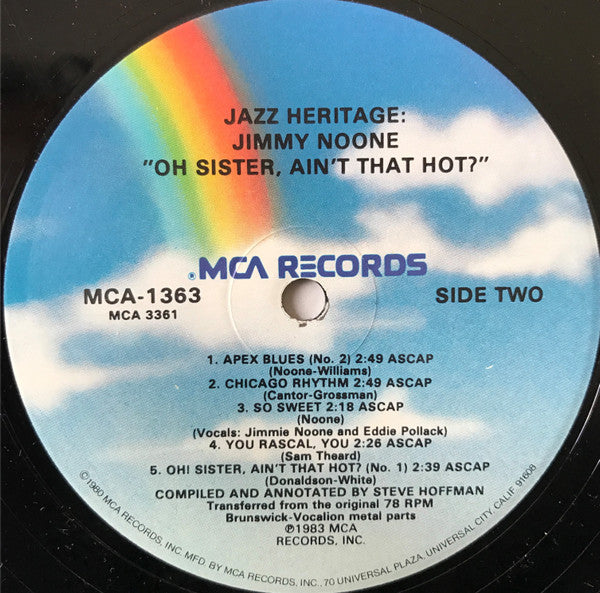 JAZZ HERITAGE:
JIMMY NOONE
"OH SISTER, AIN'T THAT HOT?"
® MCA RECORDS
MCA-1363
MCA 3361
SIDE TWO
1. APEX BLUES (No. 2) 2:49 ASCAP
(Noone-Williams)
2. CHICAGO RHYTHM 2:49 ASCAP
(Cantor-Grossman)
3. SO SWEET 2:18 ASCAP
(Noone)
(Vocals: Jimmie Noone and Eddie Pollack)
4. YOU RASCAL, YOU 2:26 ASCAP
(Sam Theard)
5. OH! SISTER, AIN'T THAT HOT? (No. 1) 2:39 ASCAP
(Donaldson-White)
COMPILED AND ANNOTATED BY STEVE HOFFMAN
Transferred from the original 78 RPM
Brunswick-Vocalion metal parts
℗1983 MCA
RECORDS, INC.
©1980 MCA RECORDS, INC. MFD. BY MCA RECORDS, INC., 70 UNIVERSAL PLAZA, UNIVERSAL CITY, CALIF. 91608